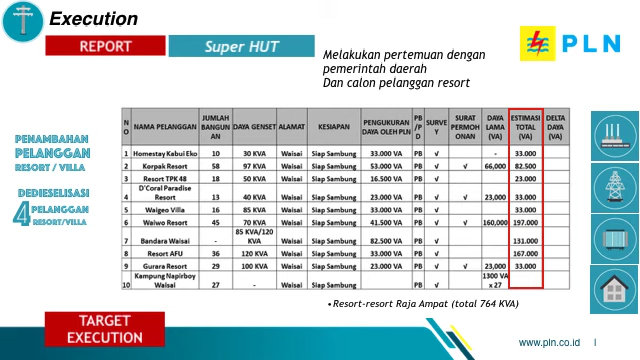 Execution
REPORT
Super HUT
Melakukan pertemuan dengan
pemerintah daerah
Dan calon pelanggan resort
PLN
PENAMBAHAN
PELANGGAN
RESORT / VILLA
DEDIESELISASI
4 PELANGGAN
RESORT/VILLA
NO NAMA PELANGGAN JUMLAH BANGUNAN DAYA GENSET ALAMAT KESIAPAN PENGUKURAN DAYA OLEH PLN PB/PD SURVEY SURAT PERMOHONAN DAYA LAMA (VA) ESTIMASI TOTAL (VA) DELTA DAYA (VA)
1 Homestay Kabui Eko 10 30 KVA Waisai Siap Sambung 33.000 VA PB √ - 33.000
2 Korpak Resort 58 97 KVA Waisai Siap Sambung 53.000 VA PB √ √ 66,000 82.500
3 Resort TPK 48 18 50 KVA Waisai Siap Sambung 16.500 VA PB √ 23.000
4 D'Coral Paradise Resort 13 40 KVA Waisai Siap Sambung 23.000 VA PB √ √ 23,000 33.000
5 Waigeo Villa 16 85 KVA Waisai Siap Sambung 33.000 VA PB √ 33.000
6 Waiwo Resort 45 70 KVA Waisai Siap Sambung 41.500 VA PB √ √ 160,000 197.000
7 Bandara Waisai - 85 KVA/120 KVA Waisai Siap Sambung 82.500 VA PB √ 131.000
8 Resort AFU 36 120 KVA Waisai Siap Sambung 33.000 VA PB √ 167.000
9 Gurara Resort 29 100 KVA Waisai Siap Sambung 23.000 VA PB √ √ 23,000 33.000
10 Kampung Napirboy Waisai 27 - Waisai Siap Sambung PB 1300 VA x 27
•Resort-resort Raja Ampat (total 764 KVA)
TARGET
EXECUTION
www.pln.co.id |